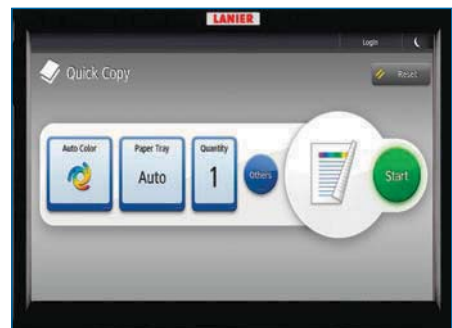 LANIER
Login
Quick Copy
Reset
Auto Color
Paper Tray
Quantity
Auto
1
Others
Start